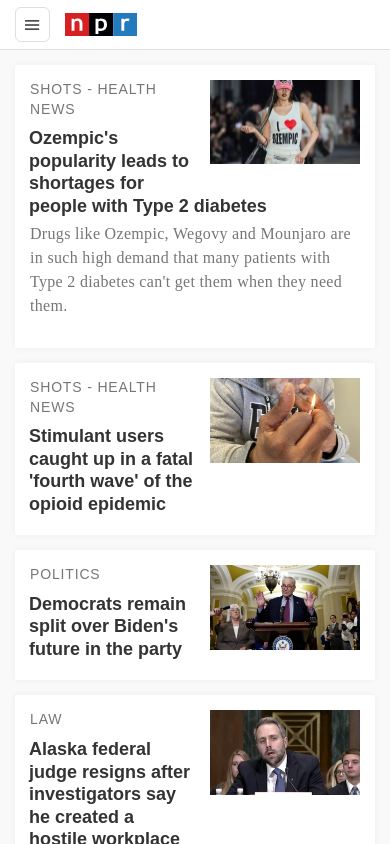 npr
SHOTS - HEALTH
NEWS
Ozempic's
popularity leads to
shortages for
people with Type 2 diabetes
Drugs like Ozempic, Wegovy and Mounjaro are
in such high demand that many patients with
Type 2 diabetes can't get them when they need
them.
I
OZEMPIC
SHOTS - HEALTH
NEWS
Stimulant users
caught up in a fatal
'fourth wave' of the
opioid epidemic
POLITICS
Democrats remain
split over Biden's
future in the party
LAW
Alaska federal
judge resigns after
investigators say
he created a
hostile workplace